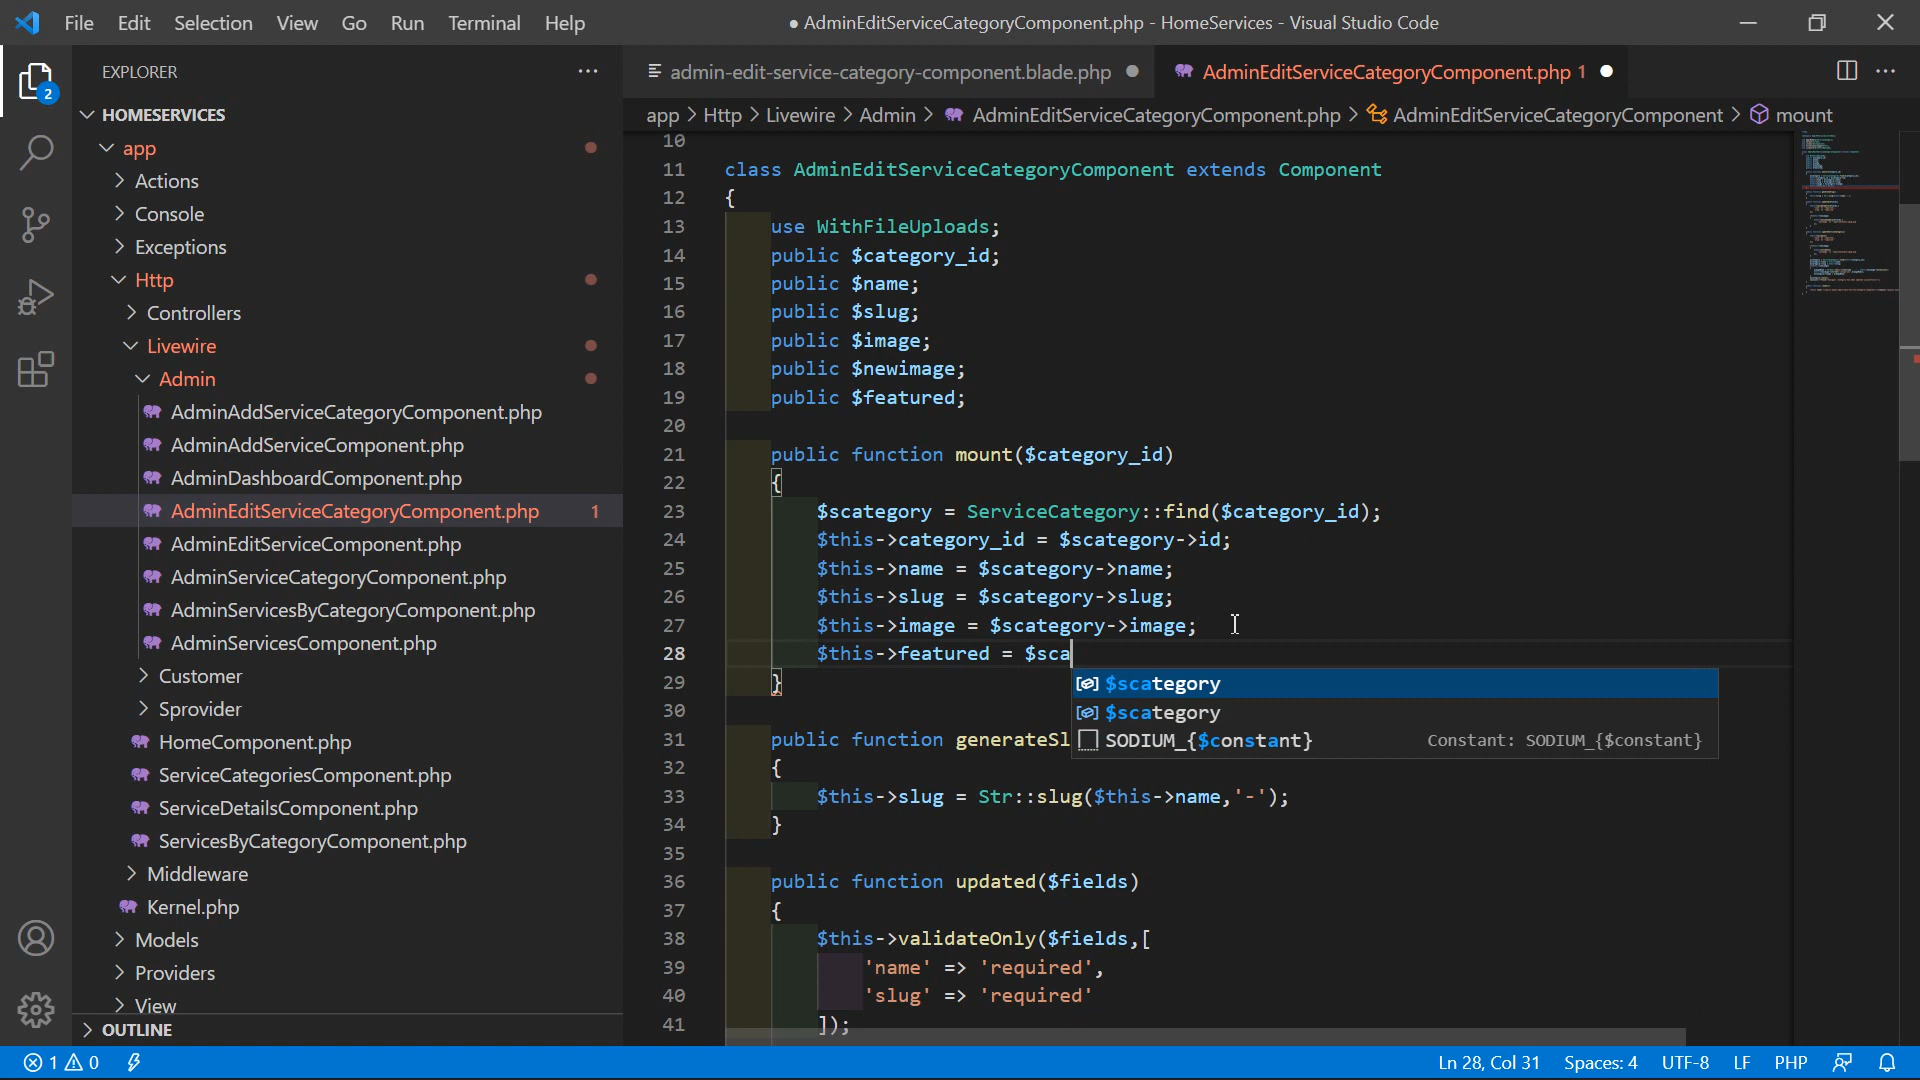 File Edit Selection View Go Run Terminal Help
● AdminEditServiceCategoryComponent.php - HomeServices - Visual Studio Code
EXPLORER
admin-edit-service-category-component.blade.php
AdminEditServiceCategoryComponent.php 1
2
HOMESERVICES
app > Http > Livewire > Admin > AdminEditServiceCategoryComponent.php > AdminEditServiceCategoryComponent > mount
app
Actions
Console
Exceptions
Http
Controllers
Livewire
Admin
AdminAddServiceCategoryComponent.php
AdminAddServiceComponent.php
AdminDashboardComponent.php
AdminEditServiceCategoryComponent.php 1
AdminEditServiceComponent.php
AdminServiceCategoryComponent.php
AdminServicesByCategoryComponent.php
AdminServicesComponent.php
Customer
Sprovider
HomeComponent.php
ServiceCategoriesComponent.php
ServiceDetailsComponent.php
ServicesByCategoryComponent.php
Middleware
Kernel.php
Models
Providers
View
OUTLINE
10
11 class AdminEditServiceCategoryComponent extends Component
12 {
13 use WithFileUploads;
14 public $category_id;
15 public $name;
16 public $slug;
17 public $image;
18 public $newimage;
19 public $featured;
20
21 public function mount($category_id)
22 {
23 $scategory = ServiceCategory::find($category_id);
24 $this->category_id = $scategory->id;
25 $this->name = $scategory->name;
26 $this->slug = $scategory->slug;
27 $this->image = $scategory->image;
28 $this->featured = $sca
29 }
$scategory
30
$scategory
31 public function generateSl
SODIUM_{$constant} Constant: SODIUM_{$constant}
32 {
33 $this->slug = Str::slug($this->name,'-');
34 }
35
36 public function updated($fields)
37 {
38 $this->validateOnly($fields,[
39 'name' => 'required',
40 'slug' => 'required'
41 ]);
1 0
Ln 28, Col 31 Spaces: 4 UTF-8 LF PHP